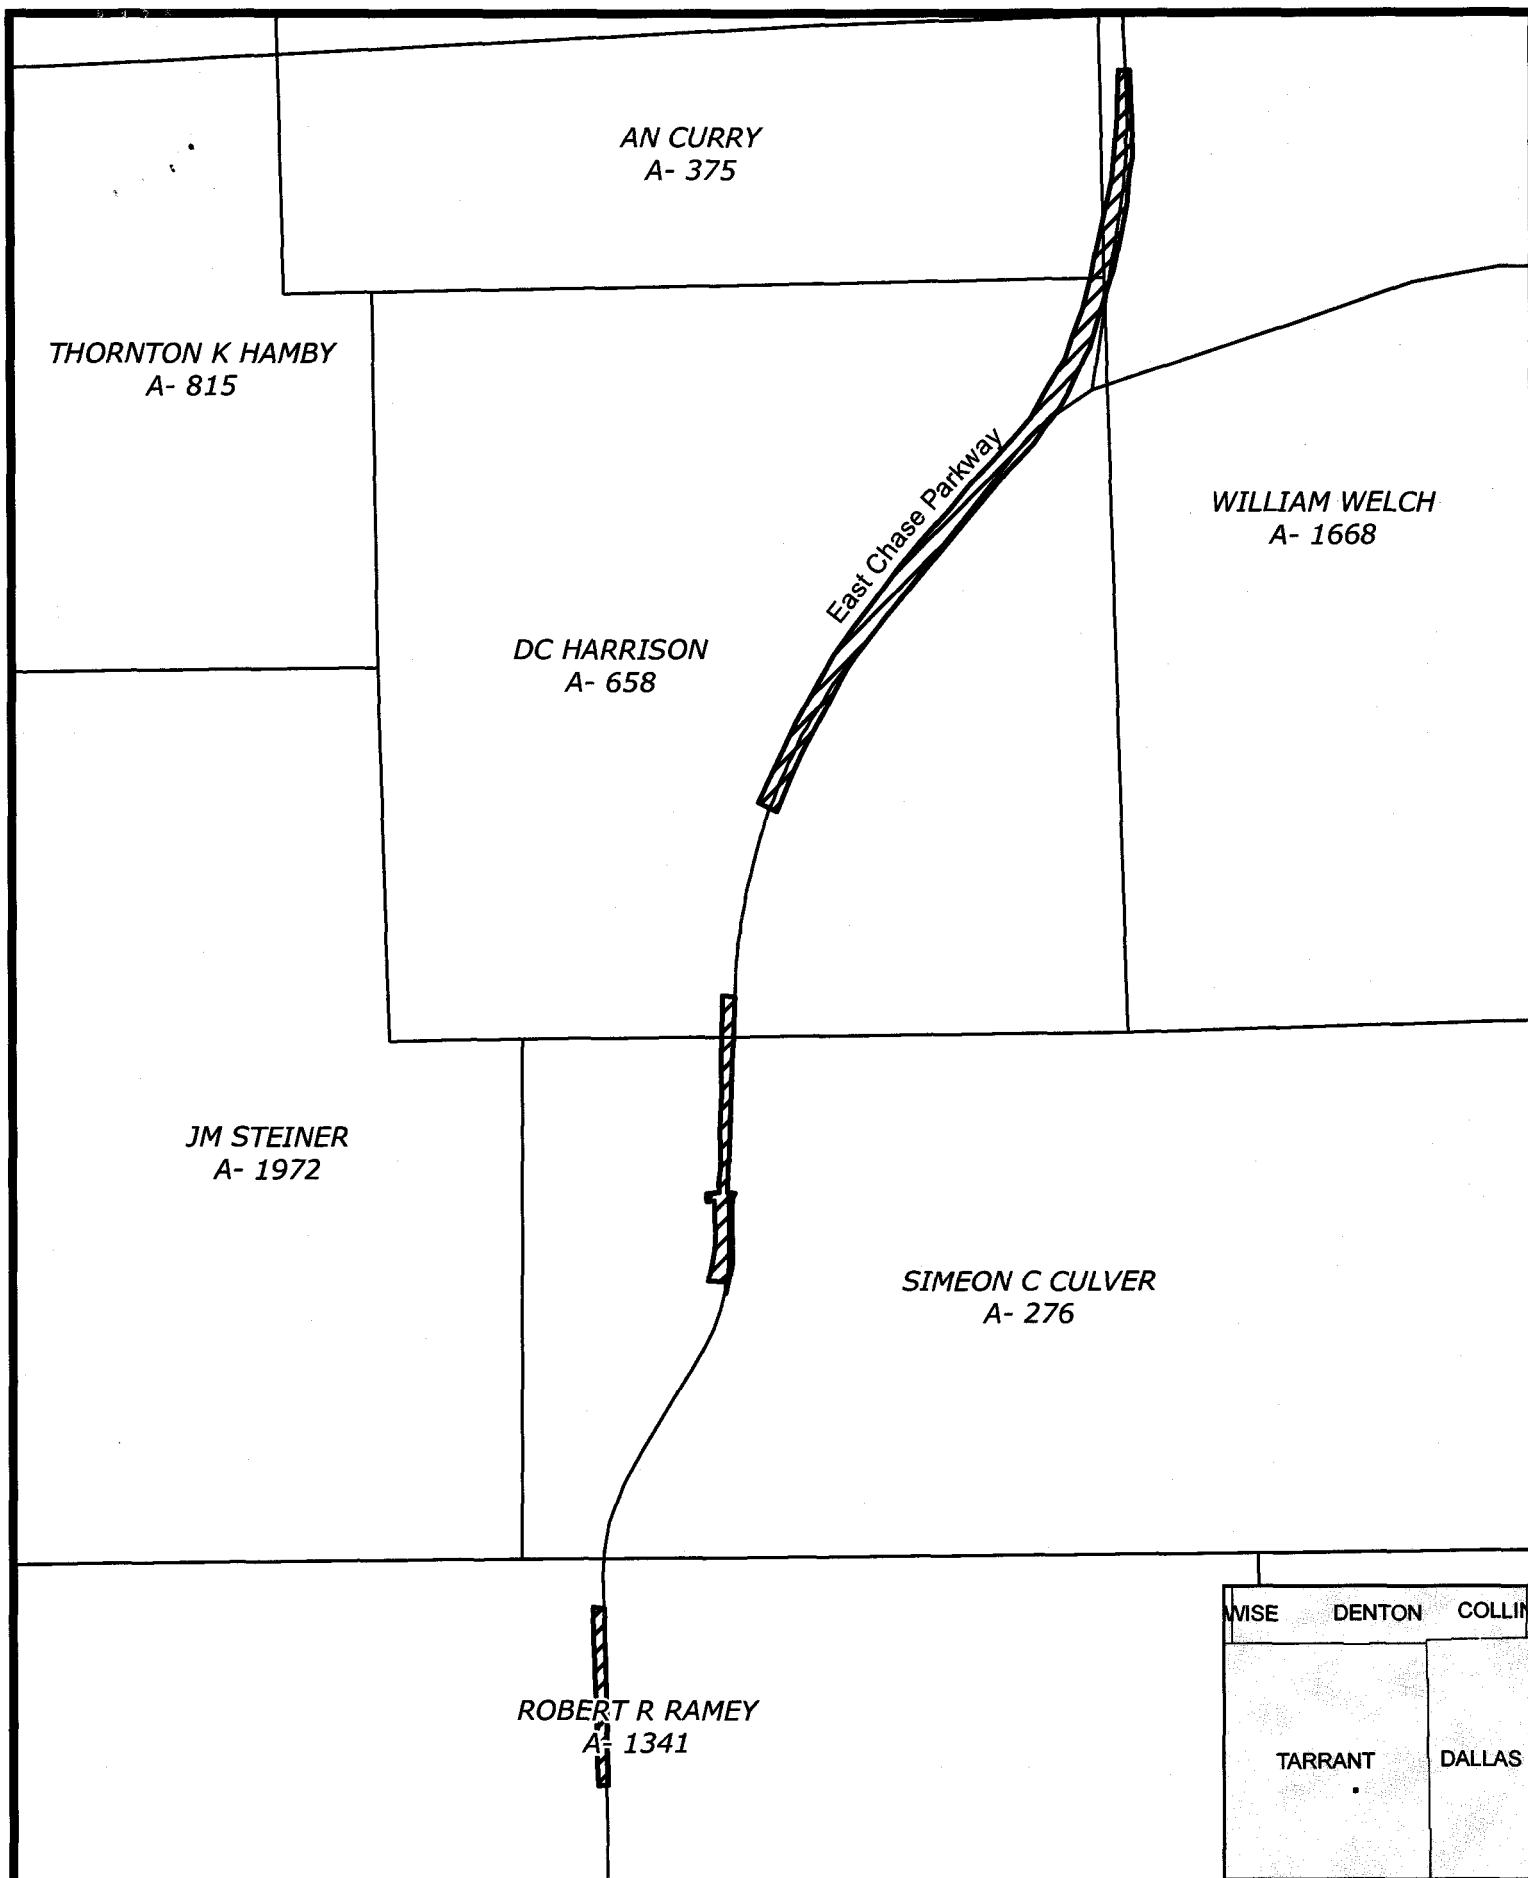 AN CURRY
A- 375
THORNTON K HAMBY
A- 815
East Chase Parkway
WILLIAM WELCH
A- 1668
DC HARRISON
A- 658
JM STEINER
A- 1972
SIMEON C CULVER
A- 276
WISE DENTON COLLIN
ROBERT R RAMEY
A- 1341
TARRANT DALLAS